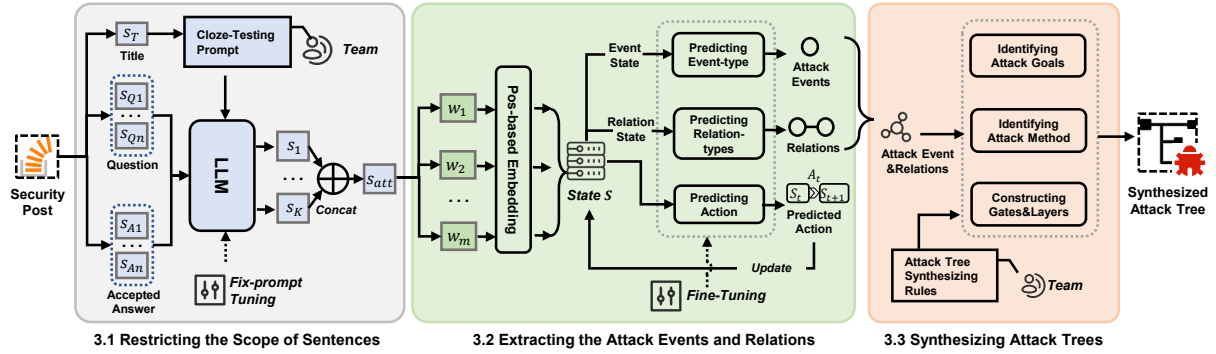 Security
Post
s_T
Title
Cloze-Testing
Prompt
Team
s_Q1
...
s_Qn
Question
s_A1
...
s_An
Accepted
Answer
LLM
s_1
...
s_K
Concat
s_att
Fix-prompt
Tuning
w_1
w_2
...
w_m
Pos-based Embedding
State S
Event
State
Relation
State
Predicting
Event-type
Predicting
Relation-
types
Predicting
Action
Attack
Events
Relations
A_t
S_t
S_t+1
Predicted
Action
Update
Fine-Tuning
Attack Event
&Relations
Identifying
Attack Goals
Identifying
Attack Method
Constructing
Gates&Layers
Attack Tree
Synthesizing
Rules
Team
Synthesized
Attack Tree
3.1 Restricting the Scope of Sentences
3.2 Extracting the Attack Events and Relations
3.3 Synthesizing Attack Trees